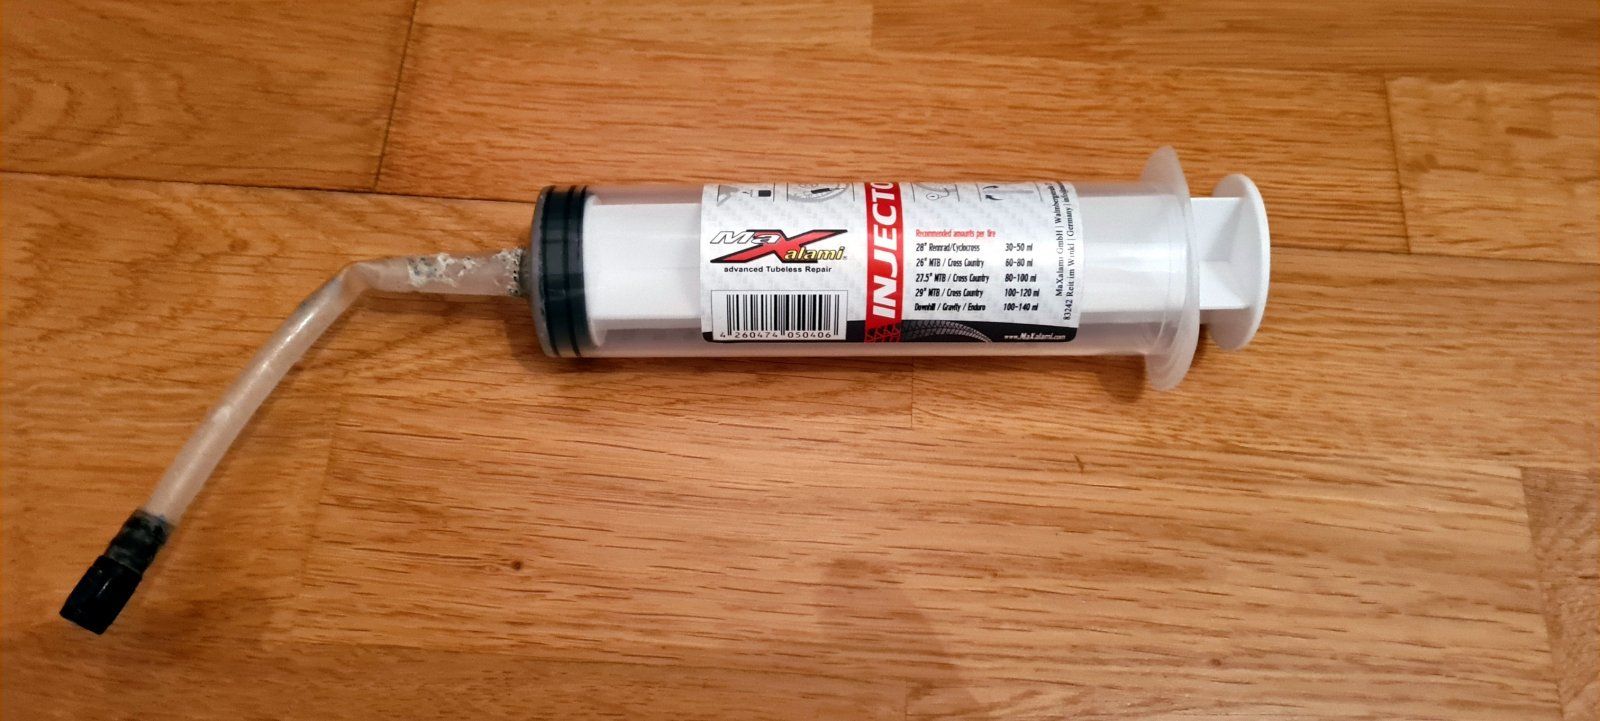 MaXalami
advanced Tubeless Repair
4 260474 050406
INJECTO
Recommended amounts per tire
28" Rennrad/Cyclocross 30-50 ml
26" MTB / Cross Country 60-80 ml
27.5" MTB / Cross Country 80-100 ml
29" MTB / Cross Country 100-120 ml
Downhill / Gravity / Enduro 100-140 ml
www.MaXalami.com
MaXalami GmbH |
83242 Reit im Winkl | Germany |